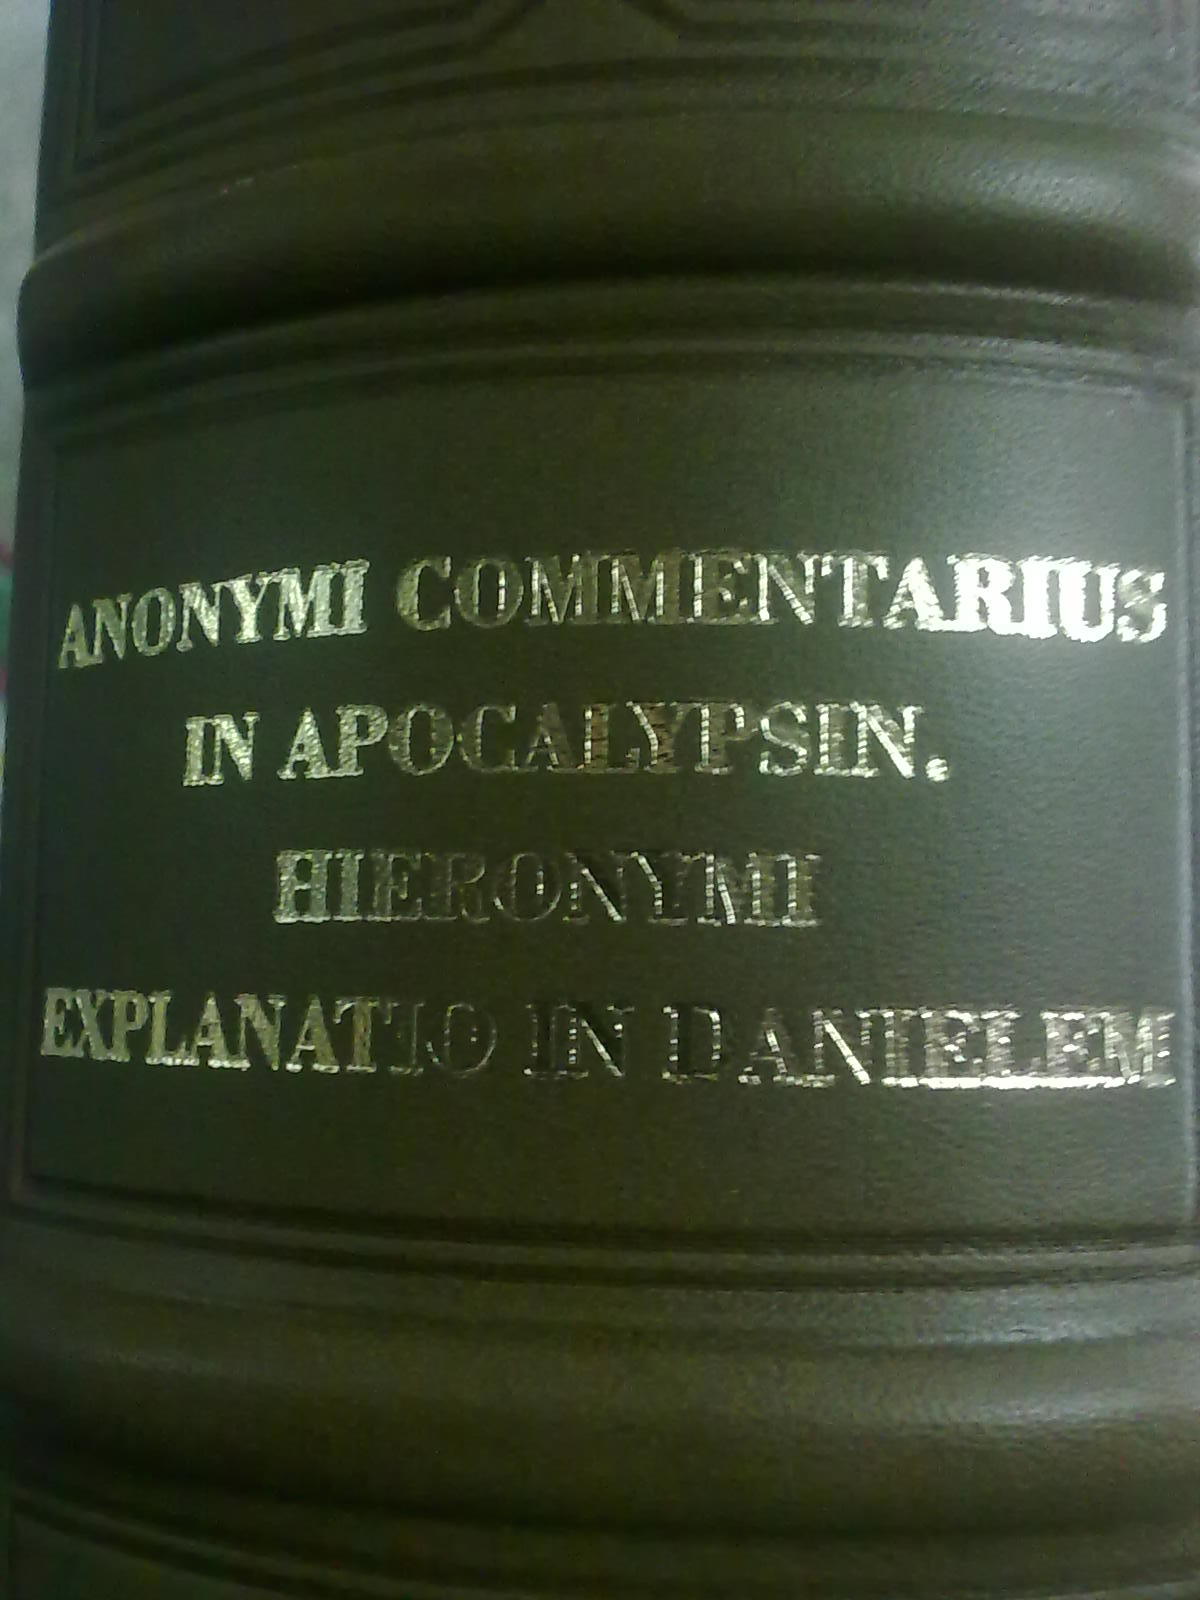 ANONYMI COMMENTARIUS
IN APOCALYPSIN.
HIERONYMI
EXPLANATIO IN DANIELEM